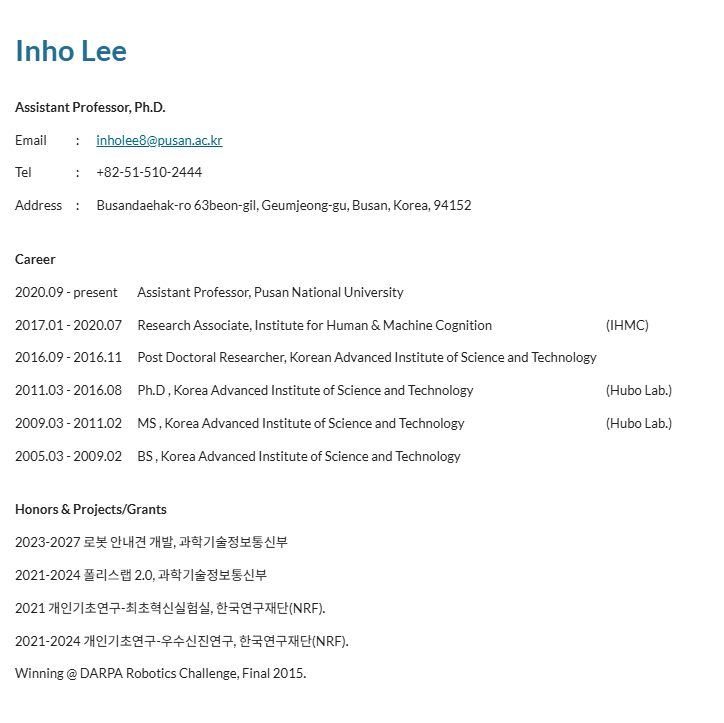 Inho Lee
Assistant Professor, Ph.D.
Email : inholee8@pusan.ac.kr
Tel : +82-51-510-2444
Address : Busandaehak-ro 63beon-gil, Geumjeong-gu, Busan, Korea, 94152
Career
2020.09 - present Assistant Professor, Pusan National University
2017.01 - 2020.07 Research Associate, Institute for Human & Machine Cognition (IHMC)
2016.09 - 2016.11 Post Doctoral Researcher, Korean Advanced Institute of Science and Technology
2011.03 - 2016.08 Ph.D , Korea Advanced Institute of Science and Technology (Hubo Lab.)
2009.03 - 2011.02 MS , Korea Advanced Institute of Science and Technology (Hubo Lab.)
2005.03 - 2009.02 BS , Korea Advanced Institute of Science and Technology
Honors & Projects/Grants
2023-2027 로봇 안내견 개발, 과학기술정보통신부
2021-2024 폴리스랩 2.0, 과학기술정보통신부
2021 개인기초연구-최초혁신실험실, 한국연구재단(NRF).
2021-2024 개인기초연구-우수신진연구, 한국연구재단(NRF).
Winning @ DARPA Robotics Challenge, Final 2015.